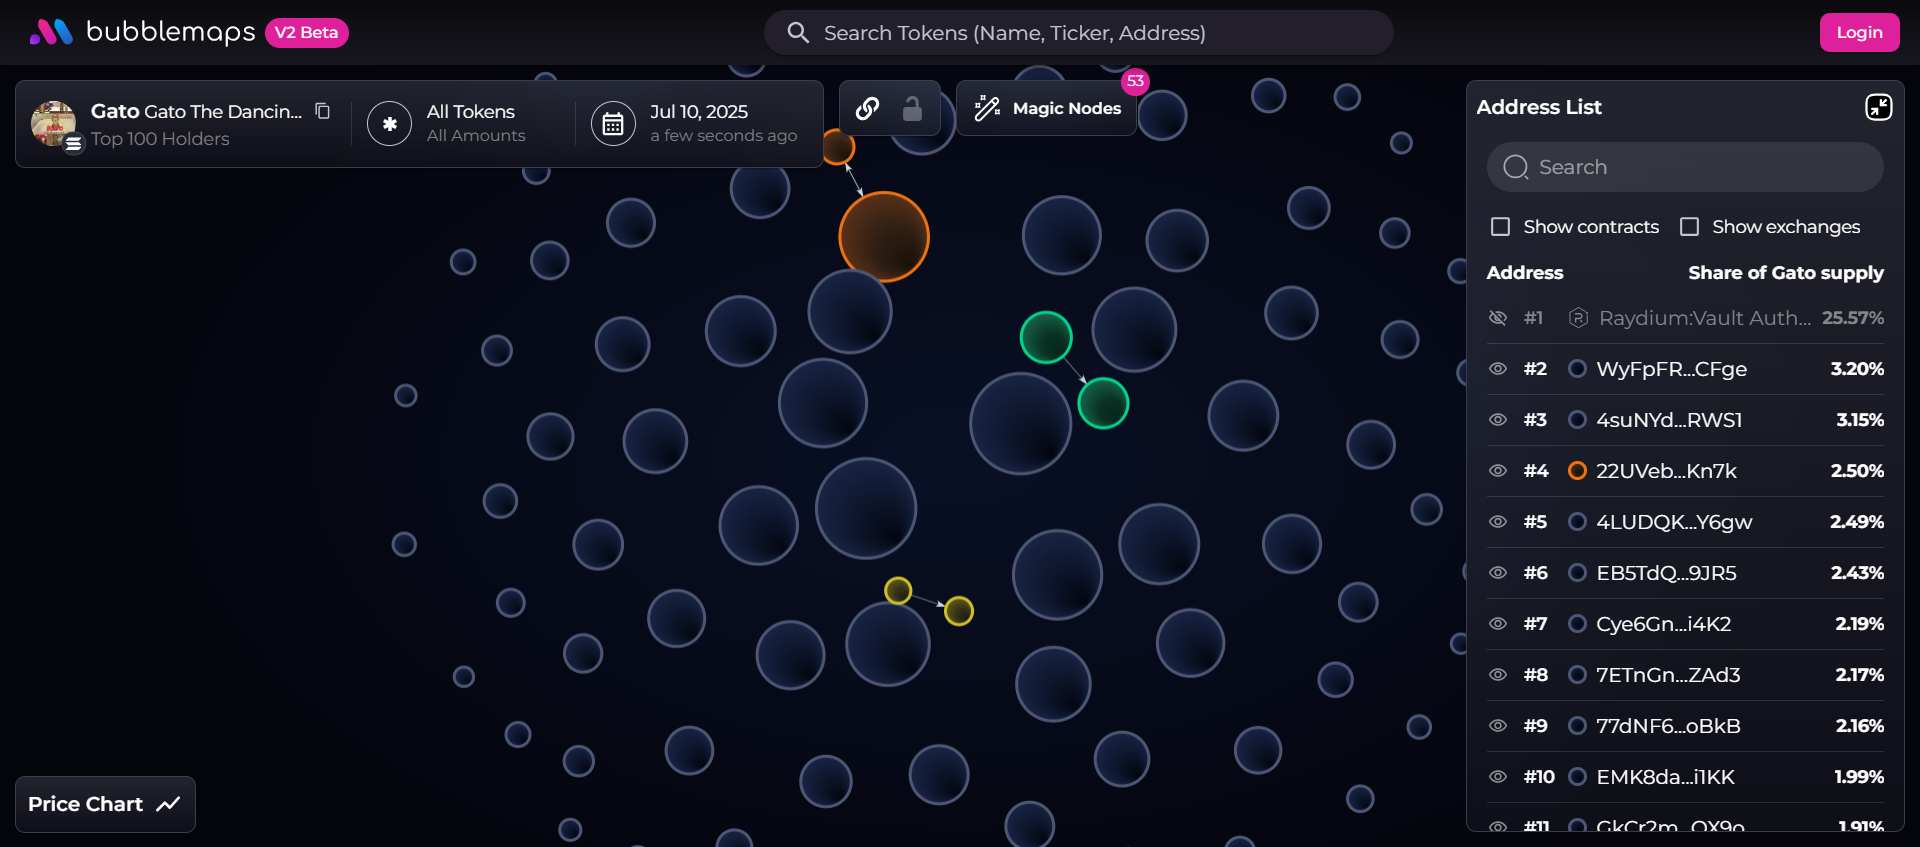 bubblemaps V2 Beta
Search Tokens (Name, Ticker, Address)
Login
Gato Gato The Dancin...
Top 100 Holders
All Tokens
All Amounts
Jul 10, 2025
a few seconds ago
Magic Nodes
53
Address List
Search
Show contracts
Show exchanges
Address Share of Gato supply
#1 Raydium:Vault Auth... 25.57%
#2 WyFpFR...CFge 3.20%
#3 4suNYd...RWS1 3.15%
#4 22UVeb...Kn7k 2.50%
#5 4LUDQK...Y6gw 2.49%
#6 EB5TdQ...9JR5 2.43%
#7 Cye6Gn...i4K2 2.19%
#8 7ETnGn...ZAd3 2.17%
#9 77dNF6...oBkB 2.16%
#10 EMK8da...i1KK 1.99%
#11 1.91%
Price Chart